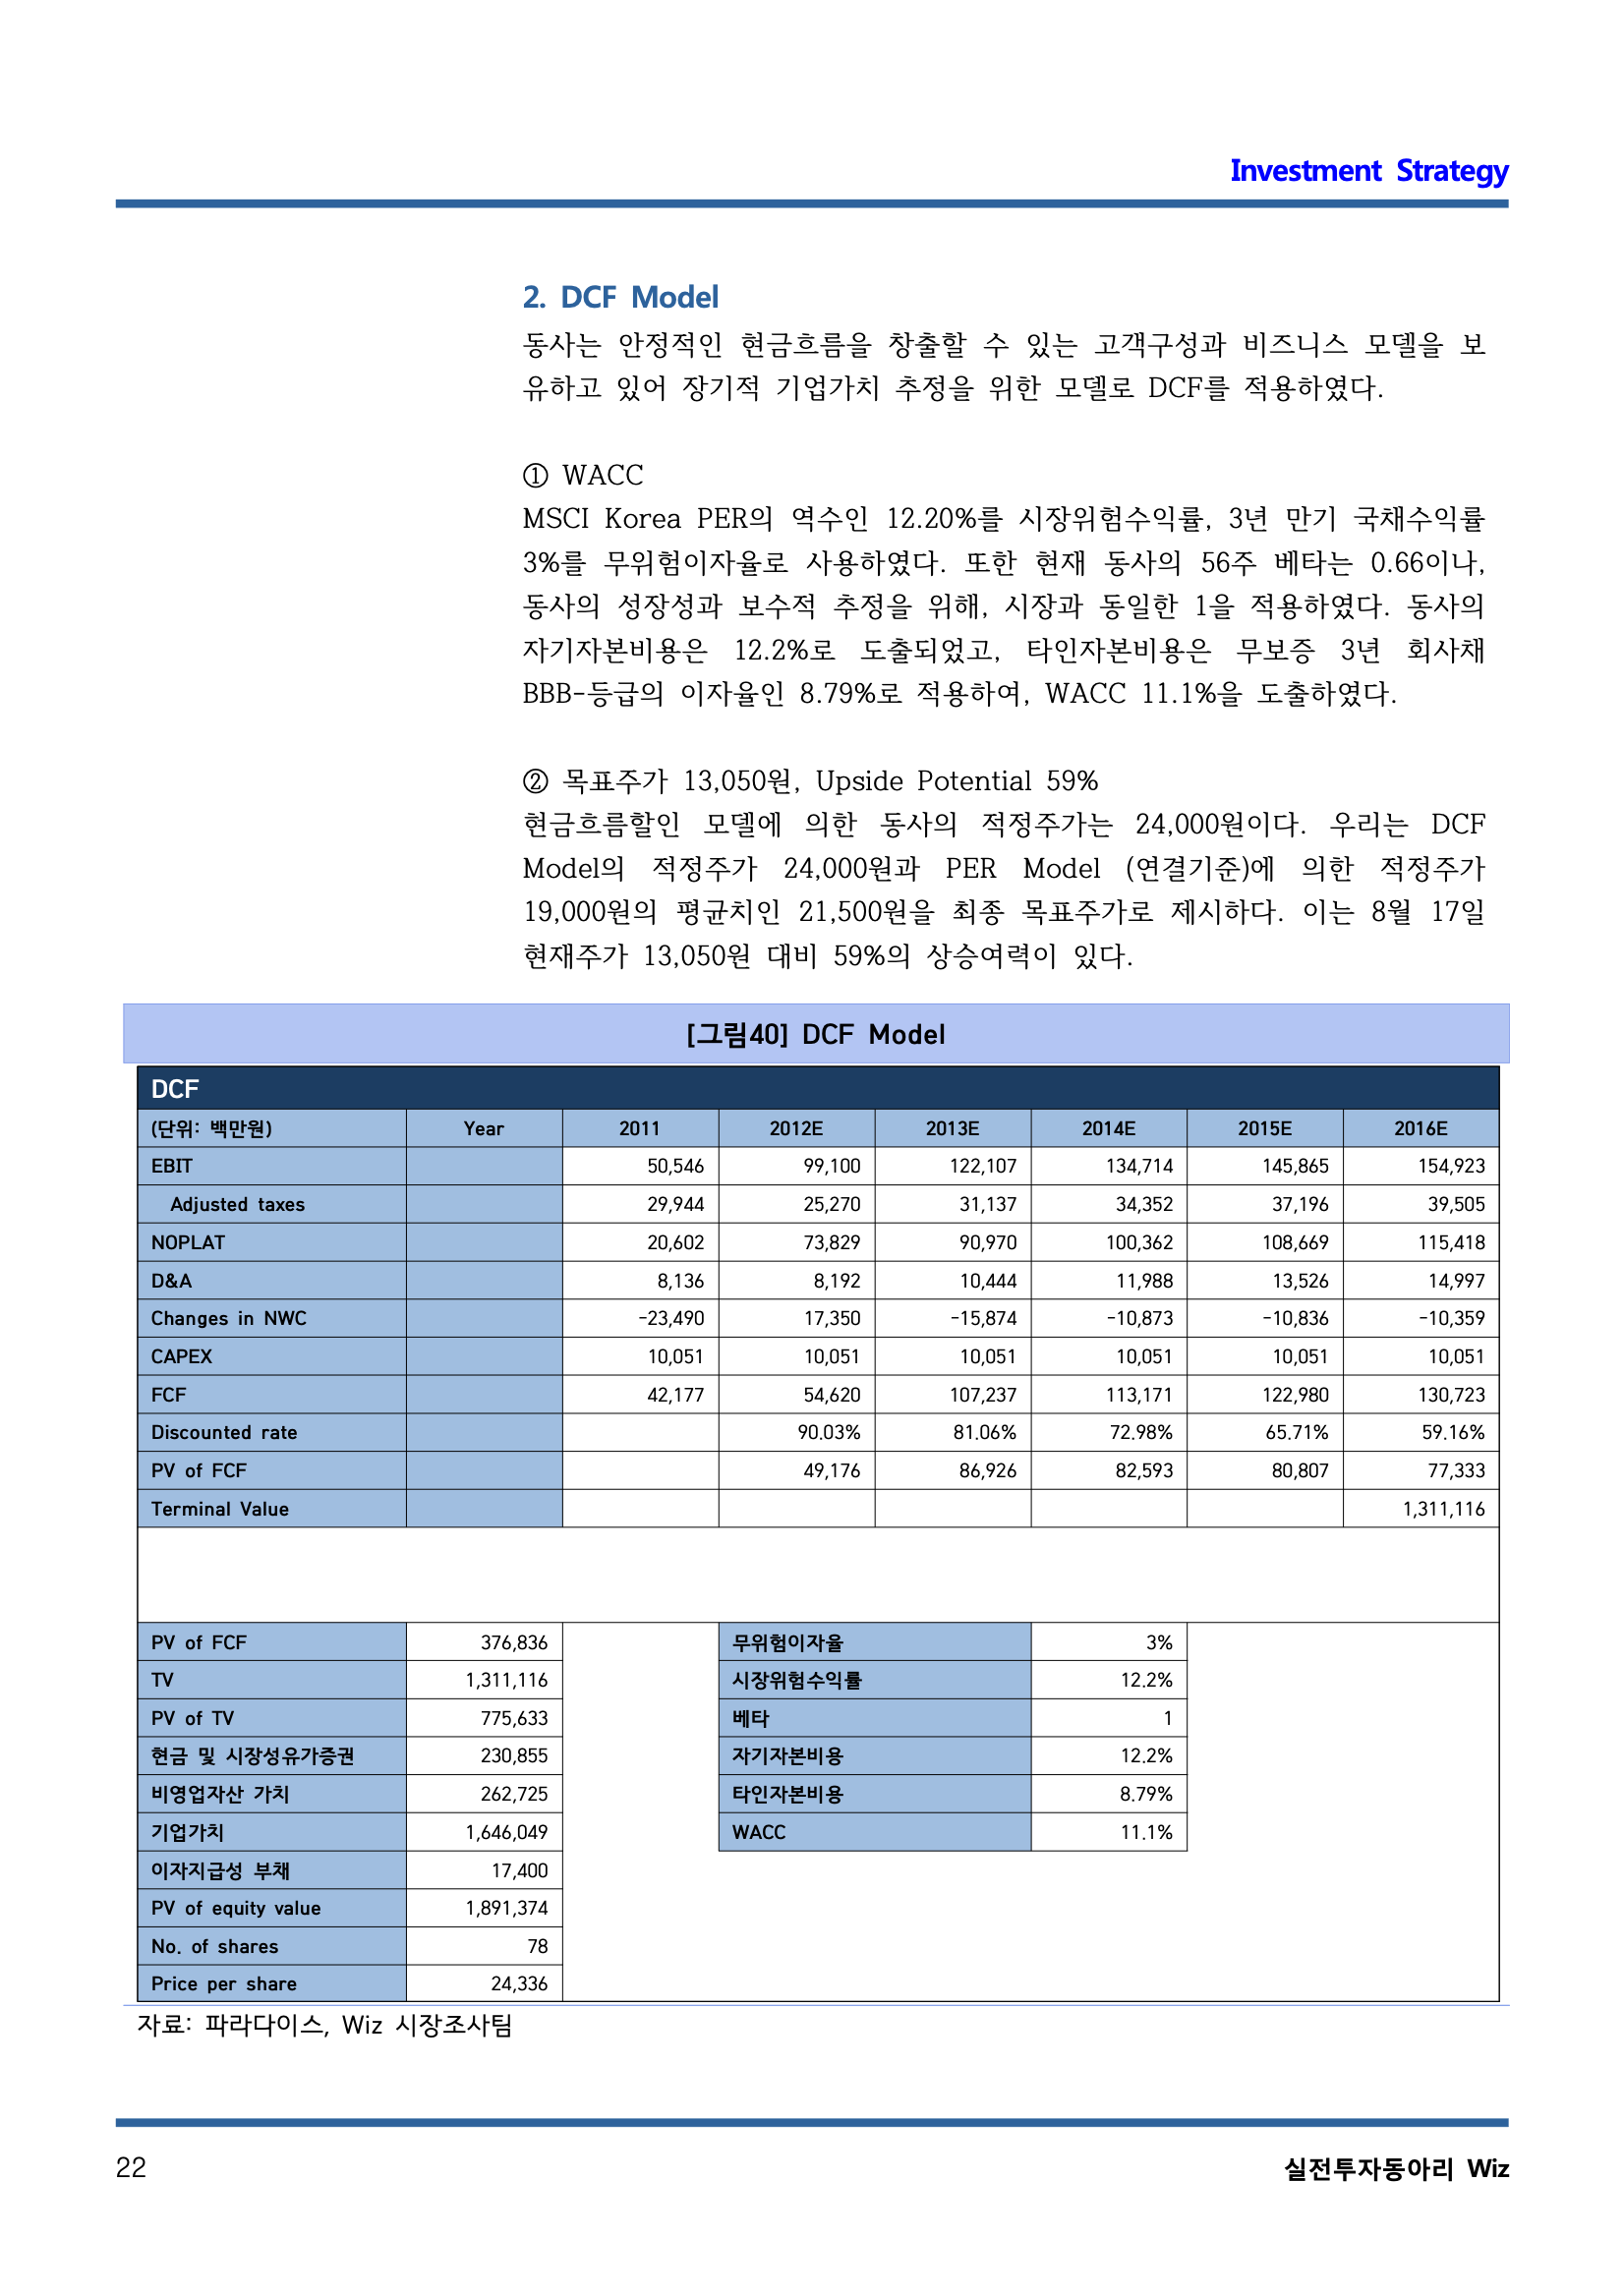 Investment Strategy
2. DCF Model
동사는 안정적인 현금흐름을 창출할 수 있는 고객구성과 비즈니스 모델을 보
유하고 있어 장기적 기업가치 추정을 위한 모델로 DCF를 적용하였다.
① WACC
MSCI Korea PER의 역수인 12.20%를 시장위험수익률, 3년 만기 국채수익률
3%를 무위험이자율로 사용하였다. 또한 현재 동사의 56주 베타는 0.66이나,
동사의 성장성과 보수적 추정을 위해, 시장과 동일한 1을 적용하였다. 동사의
자기자본비용은 12.2%로 도출되었고, 타인자본비용은 무보증 3년 회사채
BBB-등급의 이자율인 8.79%로 적용하여, WACC 11.1%을 도출하였다.
② 목표주가 13,050원, Upside Potential 59%
현금흐름할인 모델에 의한 동사의 적정주가는 24,000원이다. 우리는 DCF
Model의 적정주가 24,000원과 PER Model (연결기준)에 의한 적정주가
19,000원의 평균치인 21,500원을 최종 목표주가로 제시하다. 이는 8월 17일
현재주가 13,050원 대비 59%의 상승여력이 있다.
[그림40] DCF Model
DCF
(단위: 백만원) Year 2011 2012E 2013E 2014E 2015E 2016E
EBIT 50,546 99,100 122,107 134,714 145,865 154,923
Adjusted taxes 29,944 25,270 31,137 34,352 37,196 39,505
NOPLAT 20,602 73,829 90,970 100,362 108,669 115,418
D&A 8,136 8,192 10,444 11,988 13,526 14,997
Changes in NWC -23,490 17,350 -15,874 -10,873 -10,836 -10,359
CAPEX 10,051 10,051 10,051 10,051 10,051 10,051
FCF 42,177 54,620 107,237 113,171 122,980 130,723
Discounted rate 90.03% 81.06% 72.98% 65.71% 59.16%
PV of FCF 49,176 86,926 82,593 80,807 77,333
Terminal Value 1,311,116
PV of FCF 376,836 무위험이자율 3%
TV 1,311,116 시장위험수익률 12.2%
PV of TV 775,633 베타 1
현금 및 시장성유가증권 230,855 자기자본비용 12.2%
비영업자산 가치 262,725 타인자본비용 8.79%
기업가치 1,646,049 WACC 11.1%
이자지급성 부채 17,400
PV of equity value 1,891,374
No. of shares 78
Price per share 24,336
자료: 파라다이스, Wiz 시장조사팀
22 실전투자동아리 Wiz